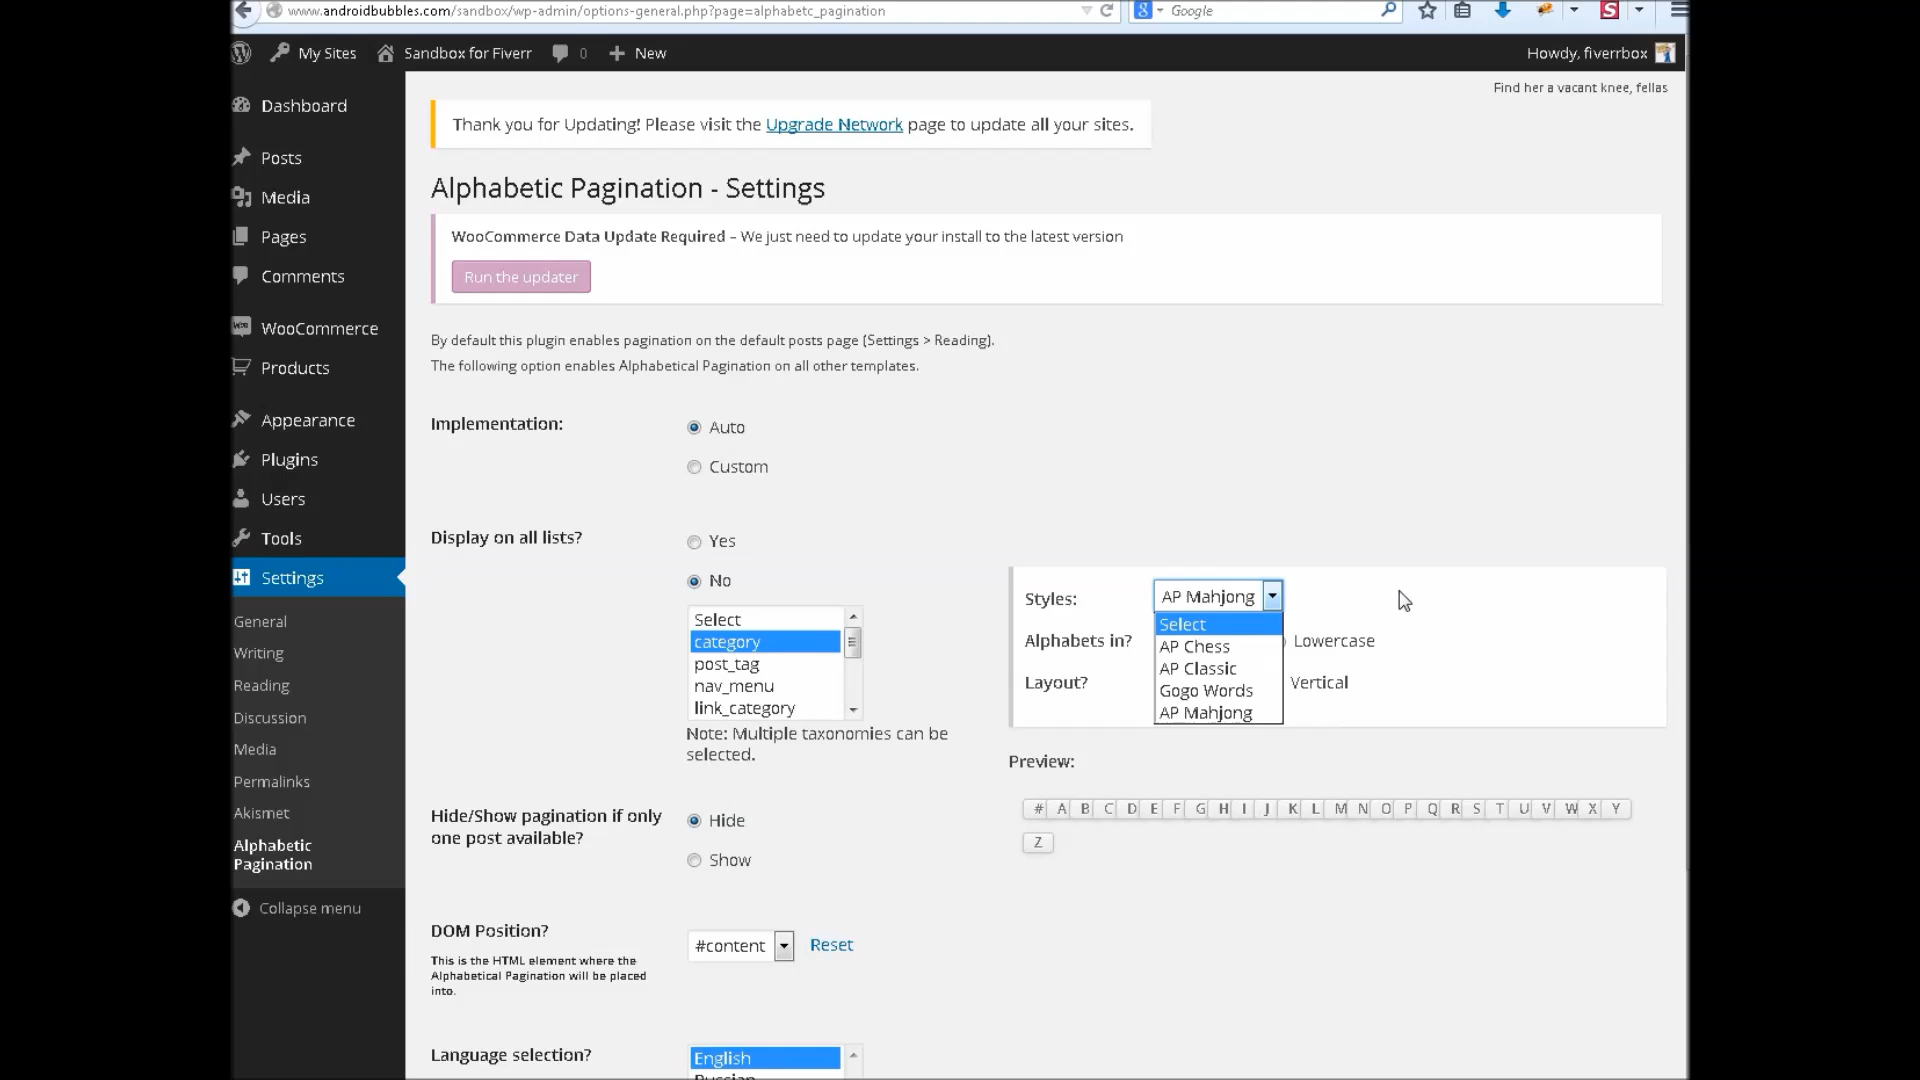 www.androidbubbles.com/sandbox/wp-admin/options-general.php?page=alphabetc_pagination
Google
My Sites
Sandbox for Fiverr
0
New
Howdy, fiverrbox
Find her a vacant knee, fellas
Dashboard
Posts
Media
Pages
Comments
WooCommerce
Products
Appearance
Plugins
Users
Tools
Settings
General
Writing
Reading
Discussion
Media
Permalinks
Akismet
Alphabetic
Pagination
Collapse menu
Thank you for Updating! Please visit the Upgrade Network page to update all your sites.
Alphabetic Pagination - Settings
WooCommerce Data Update Required – We just need to update your install to the latest version
Run the updater
By default this plugin enables pagination on the default posts page (Settings > Reading).
The following option enables Alphabetical Pagination on all other templates.
Implementation:
Auto
Custom
Display on all lists?
Yes
No
Select
category
post_tag
nav_menu
link_category
Note: Multiple taxonomies can be
selected.
Hide/Show pagination if only
one post available?
Hide
Show
DOM Position?
This is the HTML element where the
Alphabetical Pagination will be placed
into.
#content
Reset
Language selection?
English
Russian
Styles:
AP Mahjong
Select
AP Chess
AP Classic
Gogo Words
AP Mahjong
Alphabets in?
Lowercase
Layout?
Vertical
Preview:
# A B C D E F G H I J K L M N O P Q R S T U V W X Y
Z